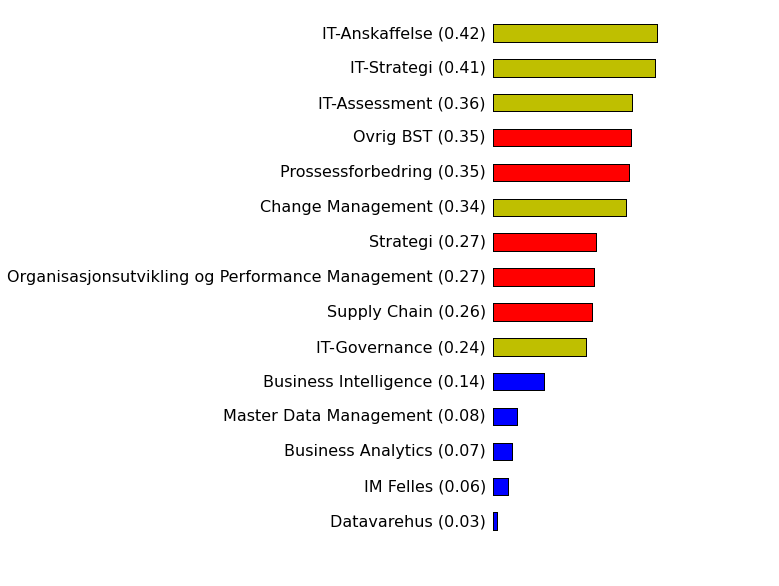 IT-Anskaffelse (0.42)
IT-Strategi (0.41)
IT-Assessment (0.36)
Ovrig BST (0.35)
Prossessforbedring (0.35)
Change Management (0.34)
Strategi (0.27)
Organisasjonsutvikling og Performance Management (0.27)
Supply Chain (0.26)
IT-Governance (0.24)
Business Intelligence (0.14)
Master Data Management (0.08)
Business Analytics (0.07)
IM Felles (0.06)
Datavarehus (0.03)